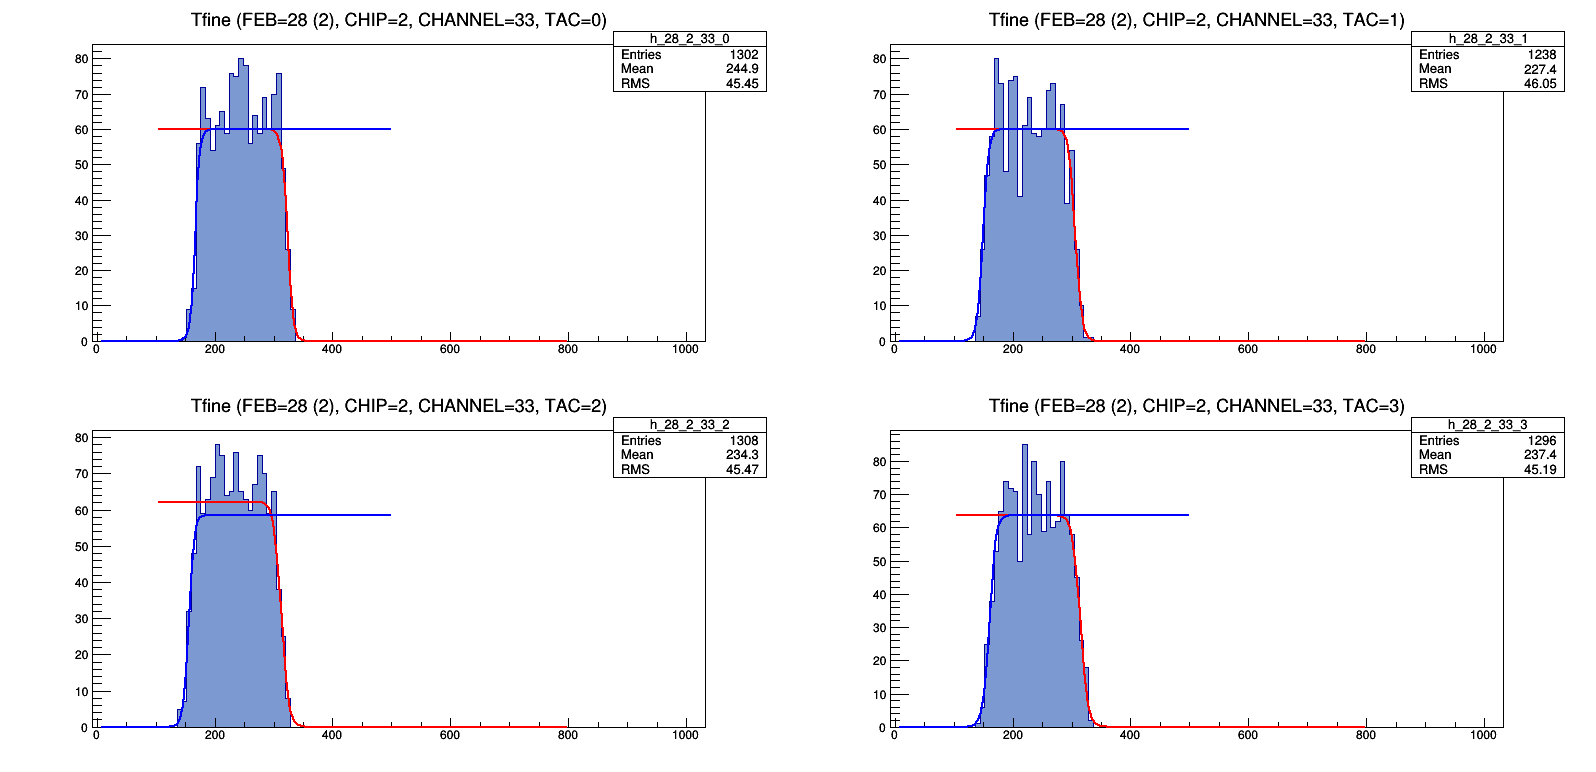 Tfine (FEB=28 (2), CHIP=2, CHANNEL=33, TAC=0)
h_28_2_33_0
Entries 1302
Mean 244.9
RMS 45.45
80
70
60
50
40
30
20
10
0
0 200 400 600 800 1000
Tfine (FEB=28 (2), CHIP=2, CHANNEL=33, TAC=1)
h_28_2_33_1
Entries 1238
Mean 227.4
RMS 46.05
80
70
60
50
40
30
20
10
0
0 200 400 600 800 1000
Tfine (FEB=28 (2), CHIP=2, CHANNEL=33, TAC=2)
h_28_2_33_2
Entries 1308
Mean 234.3
RMS 45.47
80
70
60
50
40
30
20
10
0
0 200 400 600 800 1000
Tfine (FEB=28 (2), CHIP=2, CHANNEL=33, TAC=3)
h_28_2_33_3
Entries 1296
Mean 237.4
RMS 45.19
80
70
60
50
40
30
20
10
0
0 200 400 600 800 1000